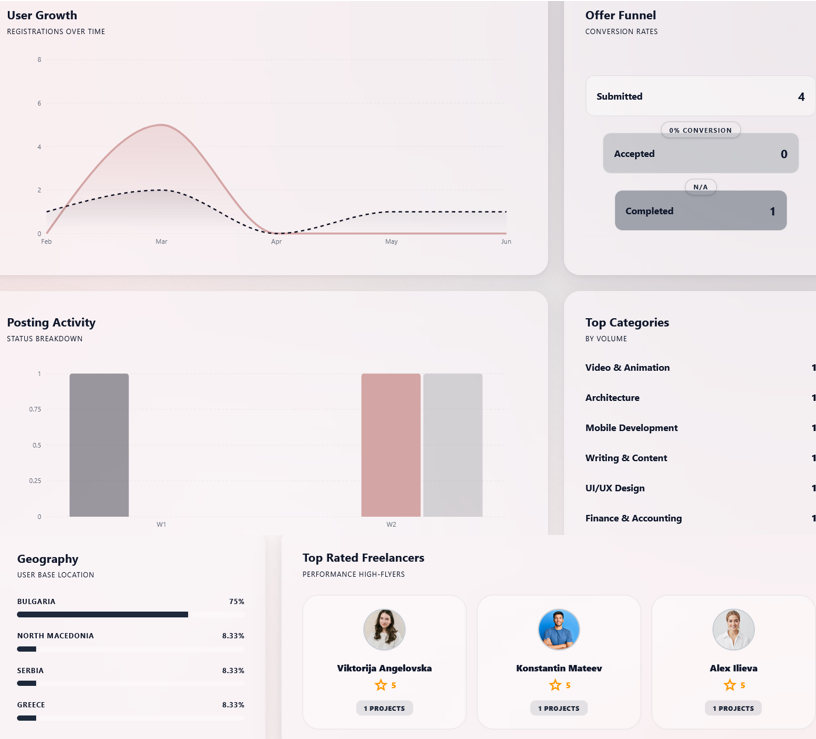 User Growth
REGISTRATIONS OVER TIME
8
6
4
2
0
Feb Mar Apr May Jun
Offer Funnel
CONVERSION RATES
Submitted 4
0% CONVERSION
Accepted 0
N/A
Completed 1
Posting Activity
STATUS BREAKDOWN
1
0.75
0.5
0.25
0
W1 W2
Top Categories
BY VOLUME
Video & Animation 1
Architecture 1
Mobile Development 1
Writing & Content 1
UI/UX Design 1
Finance & Accounting 1
Geography
USER BASE LOCATION
BULGARIA 75%
NORTH MACEDONIA 8.33%
SERBIA 8.33%
GREECE 8.33%
Top Rated Freelancers
PERFORMANCE HIGH-FLYERS
Viktorija Angelovska
5
1 PROJECTS
Konstantin Mateev
5
1 PROJECTS
Alex Ilieva
5
1 PROJECTS